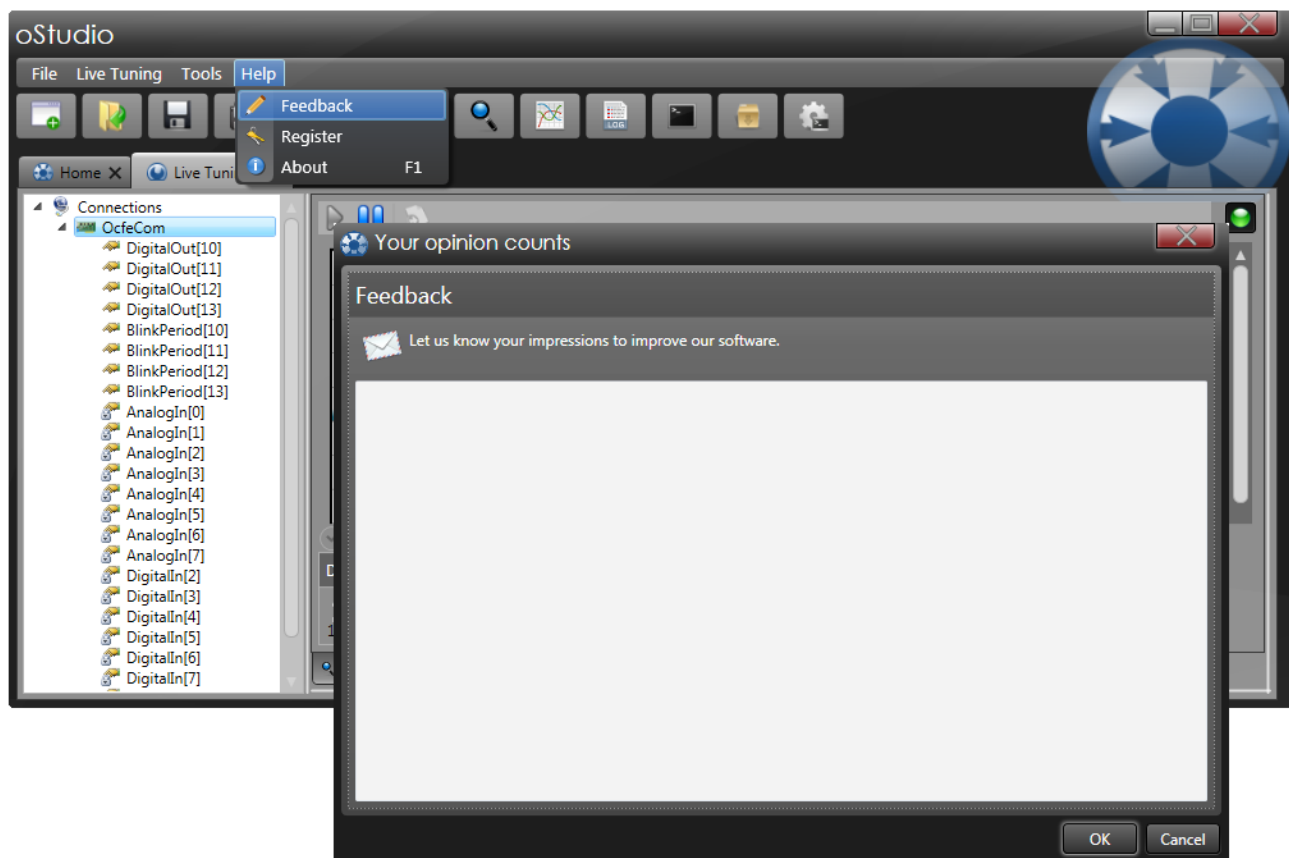 oStudio
File Live Tuning Tools Help
Feedback
Register
About F1
LOG
Home
Live Tuni
Connections
OcfeCom
DigitalOut[10]
DigitalOut[11]
DigitalOut[12]
DigitalOut[13]
BlinkPeriod[10]
BlinkPeriod[11]
BlinkPeriod[12]
BlinkPeriod[13]
AnalogIn[0]
AnalogIn[1]
AnalogIn[2]
AnalogIn[3]
AnalogIn[4]
AnalogIn[5]
AnalogIn[6]
AnalogIn[7]
DigitalIn[2]
DigitalIn[3]
DigitalIn[4]
DigitalIn[5]
DigitalIn[6]
DigitalIn[7]
Your opinion counts
Feedback
Let us know your impressions to improve our software.
OK Cancel